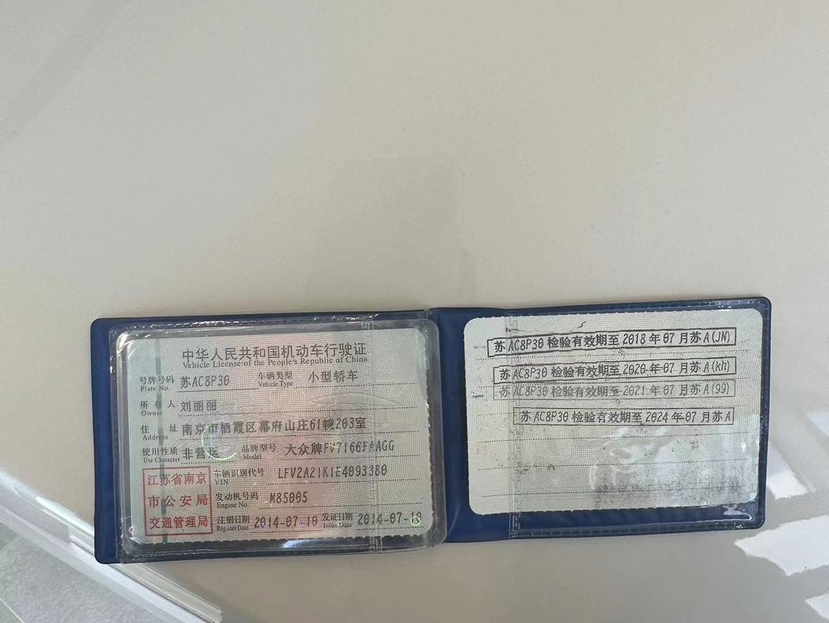 中华人民共和国机动车行驶证
Vehicle License of the People's Republic of China
号牌号码 苏AC8P30 车辆类型 小型轿车
Plate No. Vehicle Type
所有人 刘丽丽
Owner
住址 南京市栖霞区幕府山庄61幢203室
Address
使用性质 非营运 品牌型号 大众牌FV7166FAAGG
Use Character Model
江苏省南京
市公安局
交通管理局
车辆识别代号 LFV2A21K1E4093380
VIN
发动机号码 M85005
Engine No.
注册日期 2014-07-10 发证日期 2014-07-10
Register Date Issue Date
苏AC8P30 检验有效期至 2018 年 07 月苏A(JN)
苏AC8P30 检验有效期至 2020 年 07 月苏A(kh)
苏AC8P30 检验有效期至 2021 年 07 月苏A(99)
苏AC8P30 检验有效期至 2024 年 07 月苏A